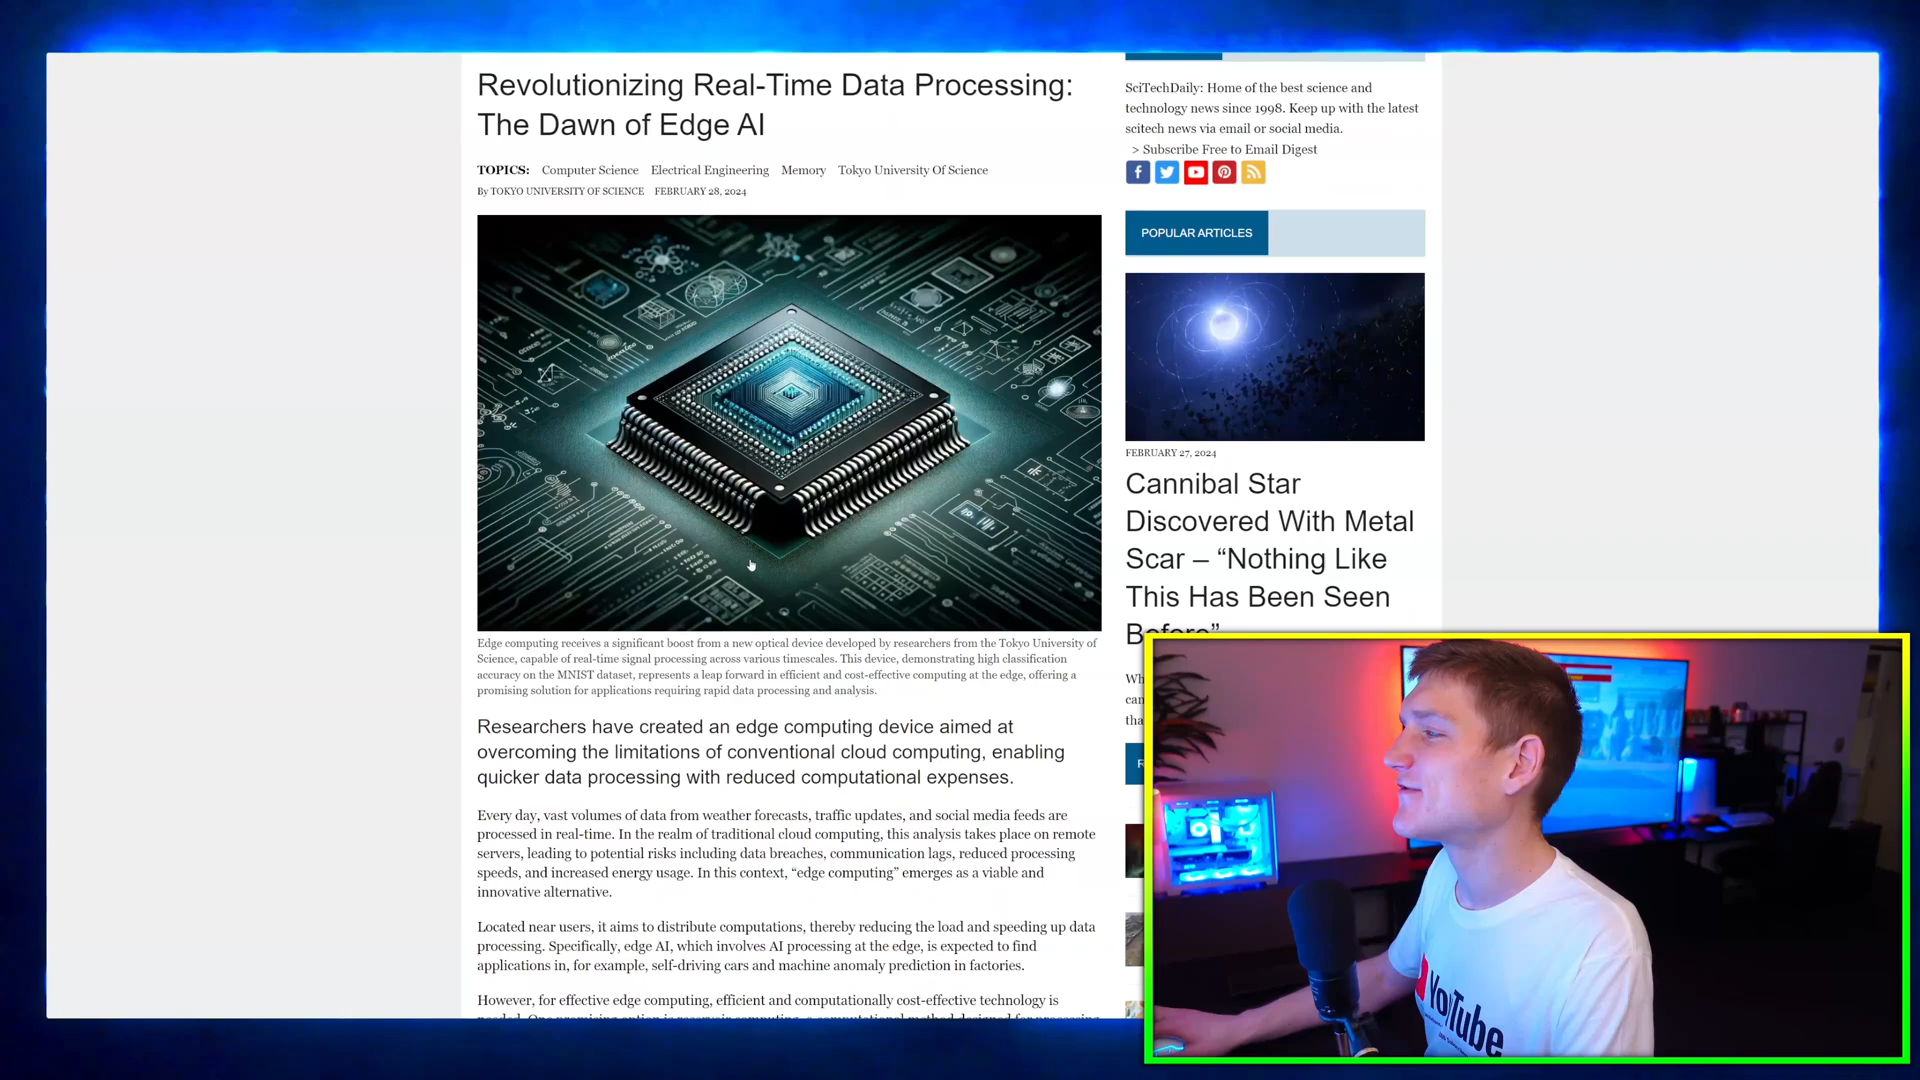 Revolutionizing Real-Time Data Processing:
The Dawn of Edge AI
TOPICS: Computer Science Electrical Engineering Memory Tokyo University Of Science
By TOKYO UNIVERSITY OF SCIENCE FEBRUARY 28, 2024
Edge computing receives a significant boost from a new optical device developed by researchers from the Tokyo University of
Science, capable of real-time signal processing across various timescales. This device, demonstrating high classification
accuracy on the MNIST dataset, represents a leap forward in efficient and cost-effective computing at the edge, offering a
promising solution for applications requiring rapid data processing and analysis.
Researchers have created an edge computing device aimed at
overcoming the limitations of conventional cloud computing, enabling
quicker data processing with reduced computational expenses.
Every day, vast volumes of data from weather forecasts, traffic updates, and social media feeds are
processed in real-time. In the realm of traditional cloud computing, this analysis takes place on remote
servers, leading to potential risks including data breaches, communication lags, reduced processing
speeds, and increased energy usage. In this context, “edge computing” emerges as a viable and
innovative alternative.
Located near users, it aims to distribute computations, thereby reducing the load and speeding up data
processing. Specifically, edge AI, which involves AI processing at the edge, is expected to find
applications in, for example, self-driving cars and machine anomaly prediction in factories.
However, for effective edge computing, efficient and computationally cost-effective technology is
SciTechDaily: Home of the best science and
technology news since 1998. Keep up with the latest
scitech news via email or social media.
> Subscribe Free to Email Digest
POPULAR ARTICLES
FEBRUARY 27, 2024
Cannibal Star
Discovered With Metal
Scar – “Nothing Like
This Has Been Seen
Before”
YouTube